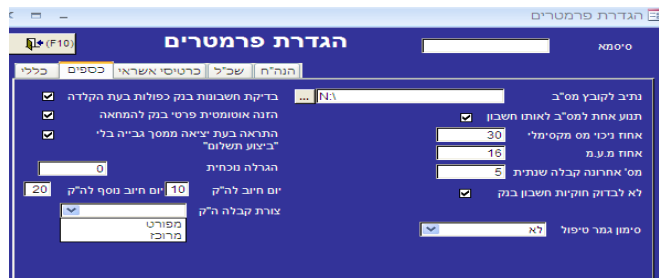 הגדרת פרמטרים
הגדרת פרמטרים
(F10)
סיסמא
הנה"ח שכ"ל כרטיסי אשראי כספים כללי
נתיב לקובץ מס"ב N:\ ...
תנוע אחת למס"ב לאותו חשבון
אחוז ניכוי מס מקסימלי 30
אחוז מ.ע.מ 16
מס' אחרונה קבלה שנתית 5
לא לבדוק חוקיות חשבון בנק
סימון גמר טיפול לא
בדיקת חשבונות בנק כפולות בעת הקלדה
הזנה אוטומטית פרטי בנק להמחאה
התראה בעת יציאה ממסך גבייה בלי
"ביצוע תשלום"
הגרלה נוכחית 0
יום חיוב לה"ק 10 יום חיוב נוסף לה"ק 20
צורת קבלה ה"ק
מפורט
מרוכז